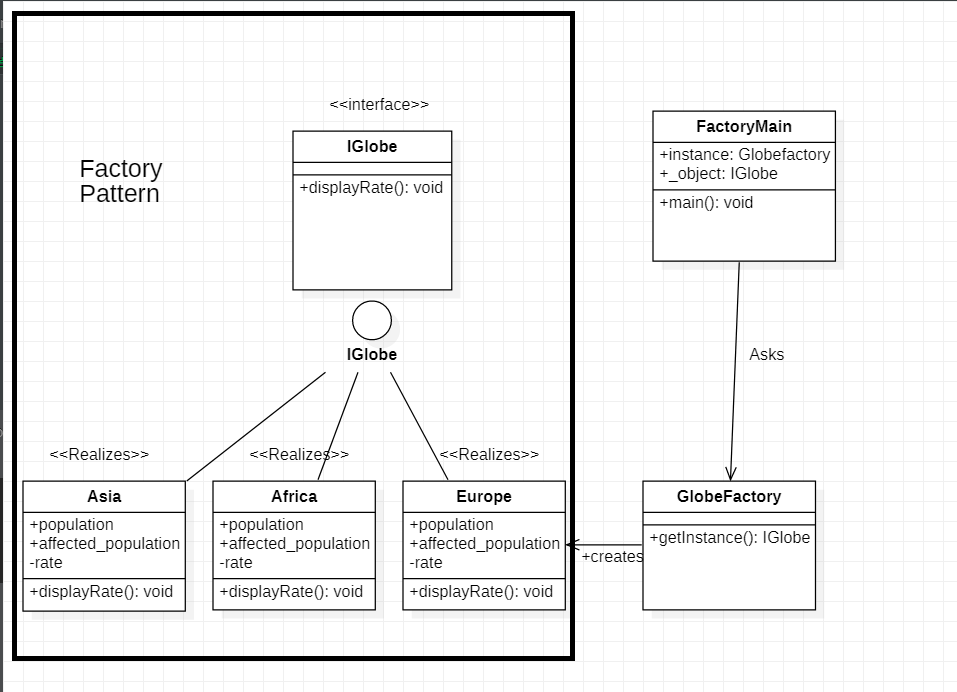 <<interface>>
IGlobe
+displayRate(): void
Factory
Pattern
IGlobe
<<Realizes>>
<<Realizes>>
<<Realizes>>
Asia
+population
+affected_population
-rate
+displayRate(): void
Africa
+population
+affected_population
-rate
+displayRate(): void
Europe
+population
+affected_population
-rate
+displayRate(): void
FactoryMain
+instance: Globefactory
+_object: IGlobe
+main(): void
Asks
GlobeFactory
+getInstance(): IGlobe
+creates